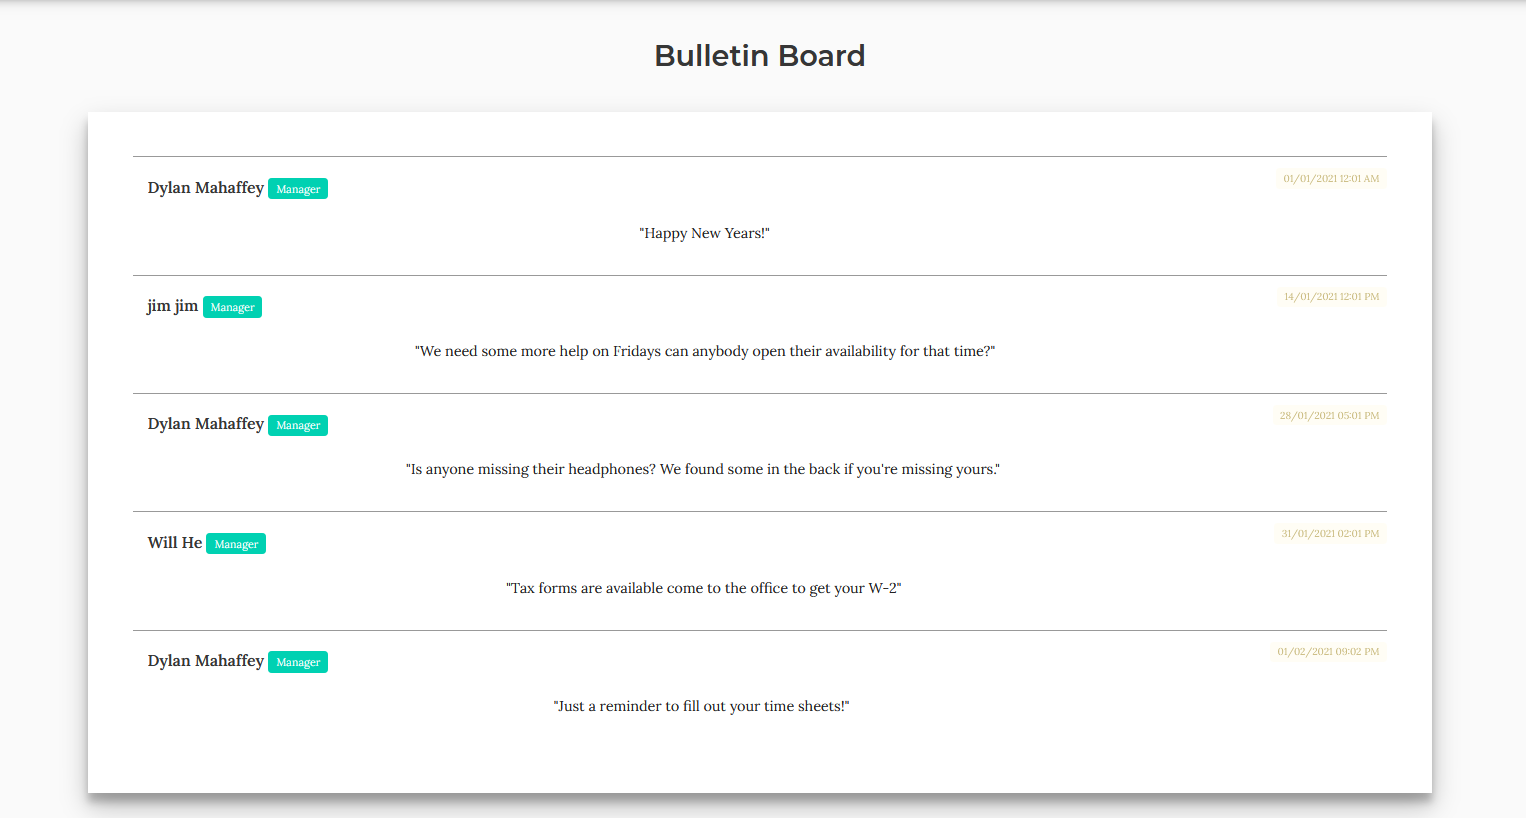 Bulletin Board
Dylan Mahaffey Manager 01/01/2021 12:01 AM
"Happy New Years!"
jim jim Manager 14/01/2021 12:01 PM
"We need some more help on Fridays can anybody open their availability for that time?"
Dylan Mahaffey Manager 28/01/2021 05:01 PM
"Is anyone missing their headphones? We found some in the back if you're missing yours."
Will He Manager 31/01/2021 02:01 PM
"Tax forms are available come to the office to get your W-2"
Dylan Mahaffey Manager 01/02/2021 09:02 PM
"Just a reminder to fill out your time sheets!"